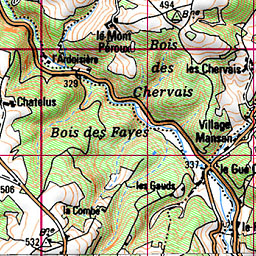 494
le Mont
Péroux
Bois
des
Chervais
l'Ardoisière
les Chervais
329
Chatelus
Bois des Fayes
Village
Mansan
337
le Gué
les Gauds
506
la Combe
532